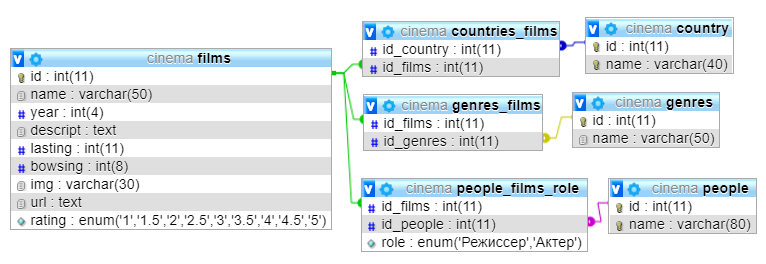 cinema films
id : int(11)
name : varchar(50)
year : int(4)
descript : text
lasting : int(11)
bowsing : int(8)
img : varchar(30)
url : text
rating : enum('1','1.5','2','2.5','3','3.5','4','4.5','5')
cinema countries_films
id_country : int(11)
id_films : int(11)
cinema country
id : int(11)
name : varchar(40)
cinema genres_films
id_films : int(11)
id_genres : int(11)
cinema genres
id : int(11)
name : varchar(50)
cinema people_films_role
id_films : int(11)
id_people : int(11)
role : enum('Режиссер','Актер')
cinema people
id : int(11)
name : varchar(80)